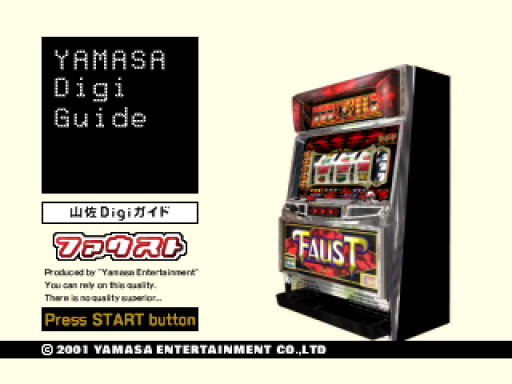 YAMASA
Digi
Guide
山佐Digiガイド
ファウスト
Produced by "Yamasa Entertainment"
You can rely on this quality.
There is no quality superior...
Press START button
FAUST
© 2001 YAMASA ENTERTAINMENT CO.,LTD